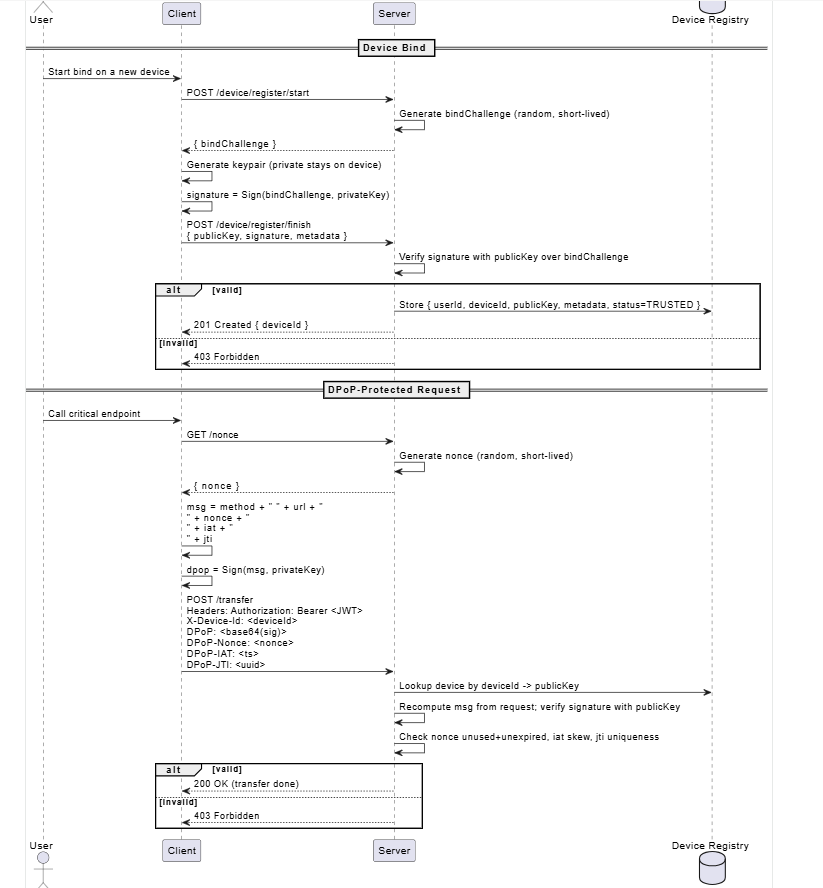 User
Client
Server
Device Registry
Device Bind
Start bind on a new device
POST /device/register/start
Generate bindChallenge (random, short-lived)
{ bindChallenge }
Generate keypair (private stays on device)
signature = Sign(bindChallenge, privateKey)
POST /device/register/finish
{ publicKey, signature, metadata }
Verify signature with publicKey over bindChallenge
alt [valid]
Store { userId, deviceId, publicKey, metadata, status=TRUSTED }
201 Created { deviceId }
[invalid]
403 Forbidden
DPoP-Protected Request
Call critical endpoint
GET /nonce
Generate nonce (random, short-lived)
{ nonce }
msg = method + " " + url + "
" + nonce + "
" + iat + "
" + jti
dpop = Sign(msg, privateKey)
POST /transfer
Headers: Authorization: Bearer <JWT>
X-Device-Id: <deviceId>
DPoP: <base64(sig)>
DPoP-Nonce: <nonce>
DPoP-IAT: <ts>
DPoP-JTI: <uuid>
Lookup device by deviceId -> publicKey
Recompute msg from request; verify signature with publicKey
Check nonce unused+unexpired, iat skew, jti uniqueness
alt [valid]
200 OK (transfer done)
[invalid]
403 Forbidden
User
Client
Server
Device Registry